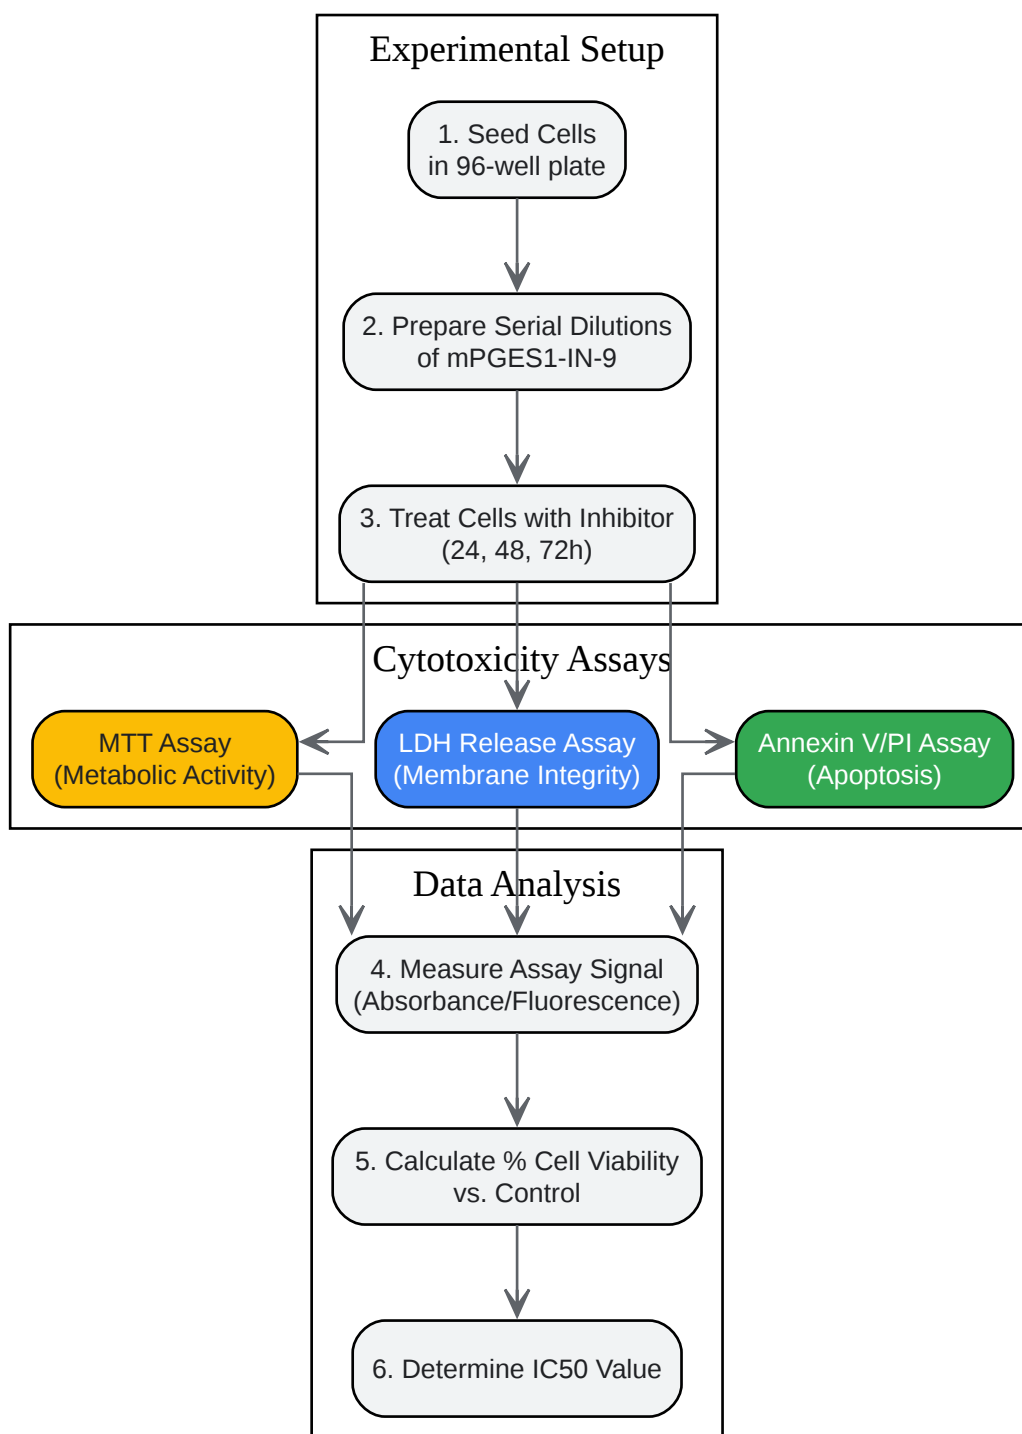 Experimental Setup
1. Seed Cells
in 96-well plate
2. Prepare Serial Dilutions
of mPGES1-IN-9
3. Treat Cells with Inhibitor
(24, 48, 72h)
Cytotoxicity Assays
MTT Assay
(Metabolic Activity)
LDH Release Assay
(Membrane Integrity)
Annexin V/PI Assay
(Apoptosis)
Data Analysis
4. Measure Assay Signal
(Absorbance/Fluorescence)
5. Calculate % Cell Viability
vs. Control
6. Determine IC50 Value